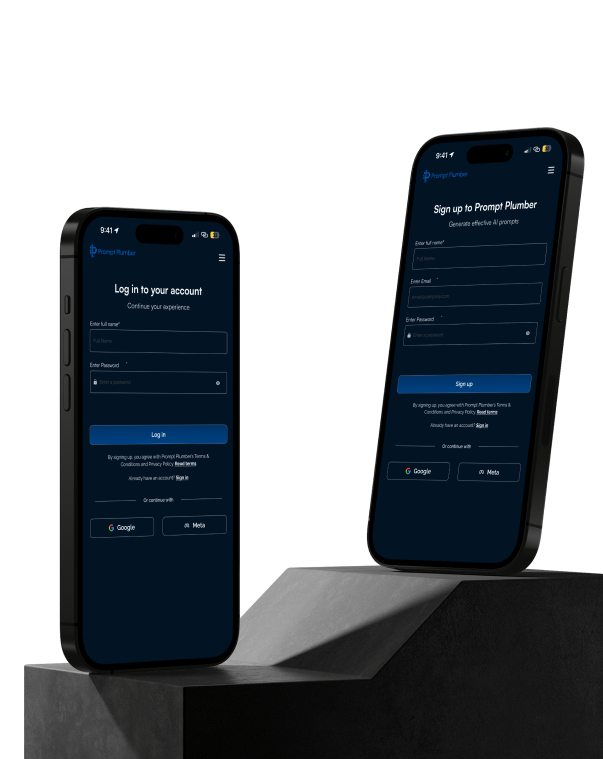 9:41
Prompt Plumber
Log in to your account
Continue your experience
Enter full name*
Full Name
Enter Password *
Enter a password
Log in
By signing up, you agree with Prompt Plumber's Terms &
Conditions and Privacy Policy. Read terms
Already have an account? Sign in
Or continue with
Google
Meta
9:41
Prompt Plumber
Sign up to Prompt Plumber
Generate effective AI prompts
Enter full name*
Full Name
Enter Email *
Enter Password *
Enter a password
Sign up
By signing up, you agree with Prompt Plumber's Terms &
Conditions and Privacy Policy. Read terms
Already have an account? Sign in
Or continue with
Google
Meta